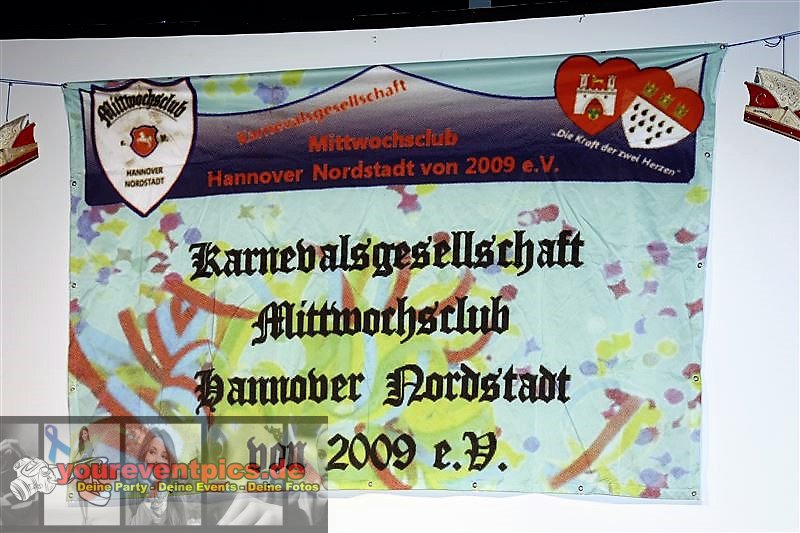 Mittwochsclub
e. V.
HANNOVER
NORDSTADT
Karnevalsgesellschaft
Mittwochsclub
Hannover Nordstadt von 2009 e.V.
„Die Kraft der zwei Herzen"
Karnevalsgesellschaft
Mittwochsclub
Hannover Nordstadt
von 2009 e.V.
youreventpics.de
Deine Party - Deine Events - Deine Fotos